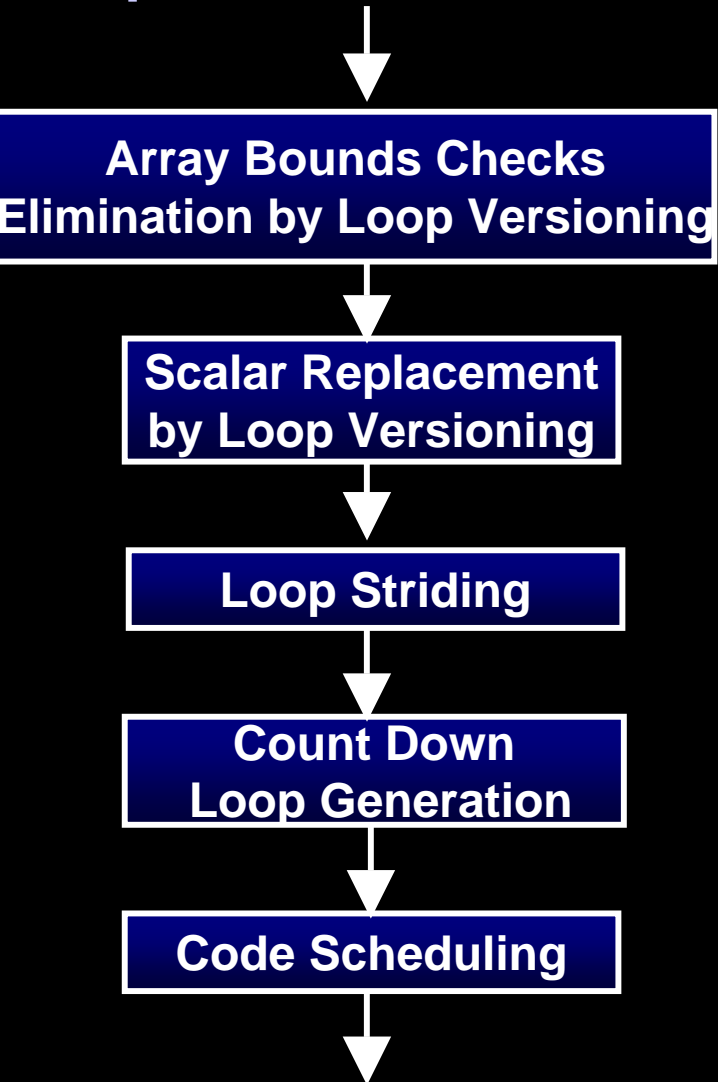 Array Bounds Checks
Elimination by Loop Versioning
Scalar Replacement
by Loop Versioning
Loop Striding
Count Down
Loop Generation
Code Scheduling